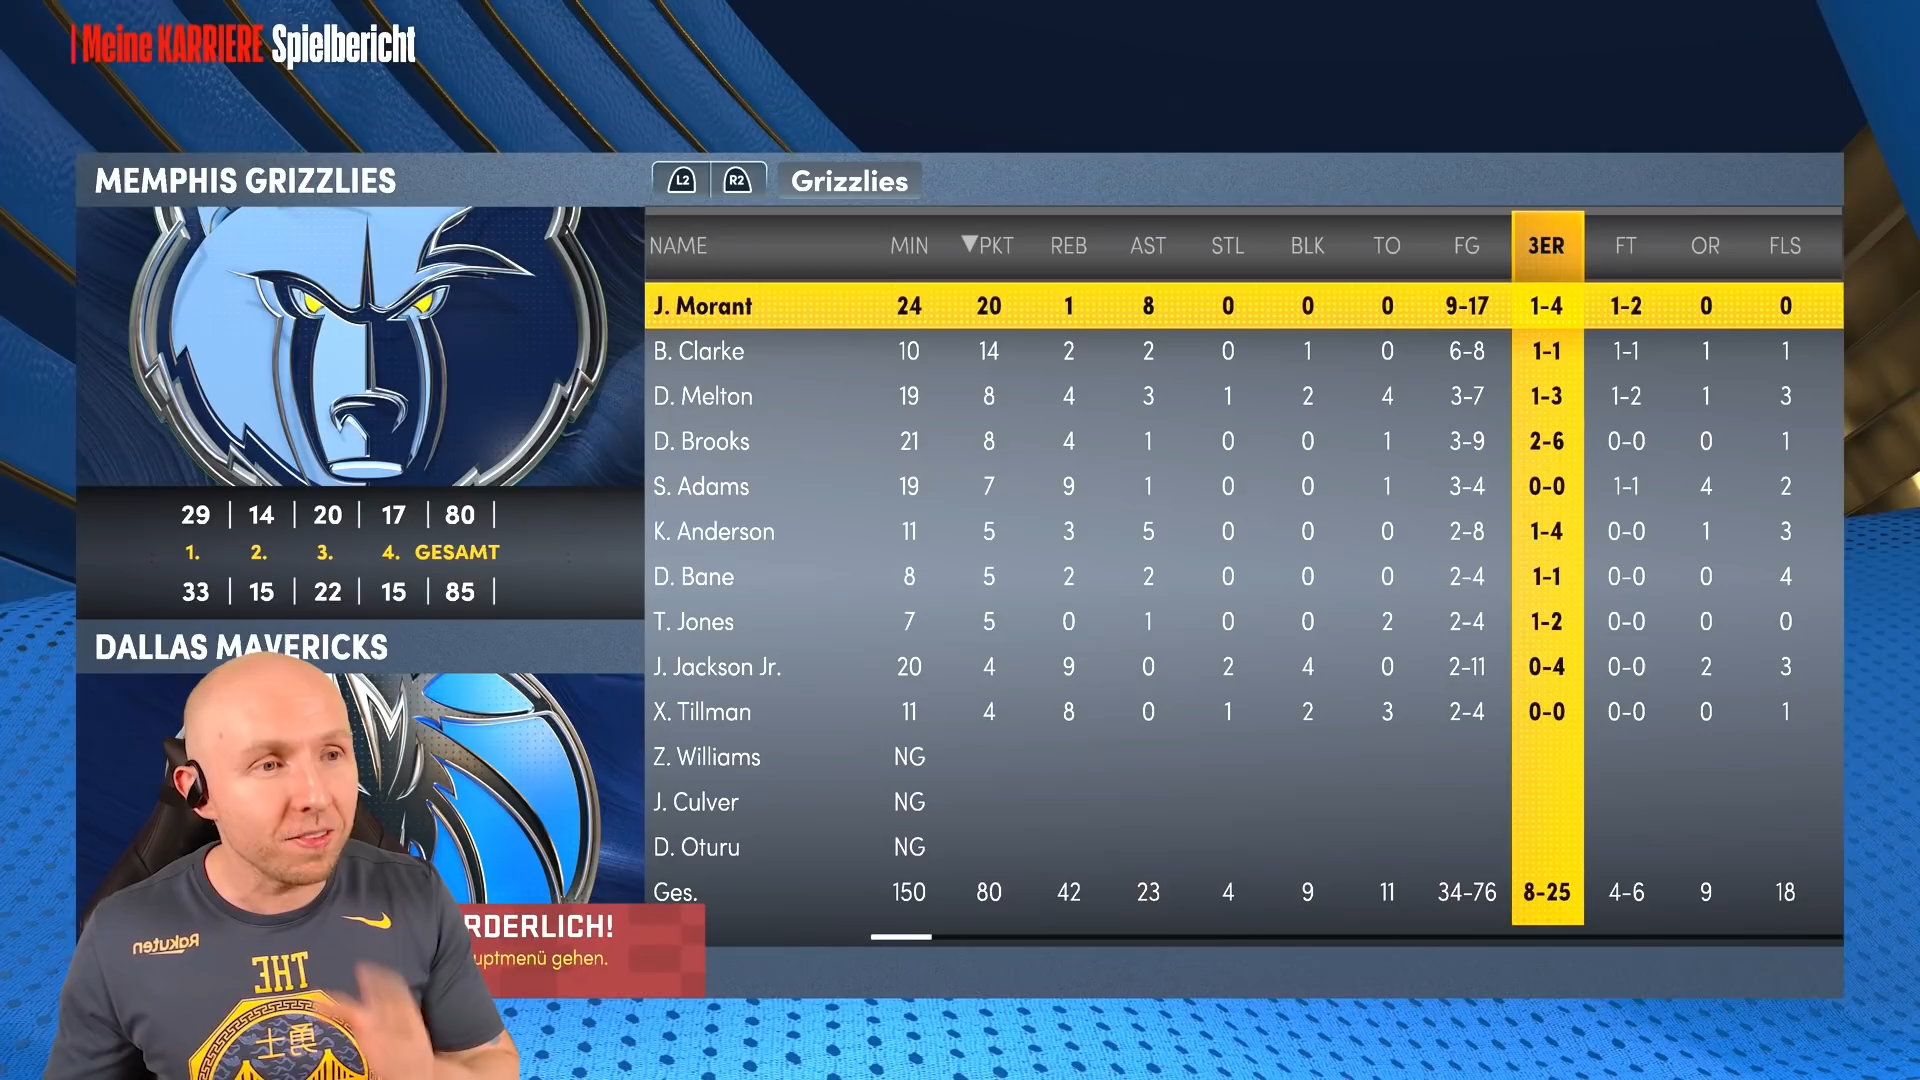 Meine KARRIERE Spielbericht
MEMPHIS GRIZZLIES
L2 R2 Grizzlies
NAME MIN ▼PKT REB AST STL BLK TO FG 3ER FT OR FLS
J. Morant 24 20 1 8 0 0 0 9-17 1-4 1-2 0 0
B. Clarke 10 14 2 2 0 1 0 6-8 1-1 1-1 1 1
D. Melton 19 8 4 3 1 2 4 3-7 1-3 1-2 1 3
D. Brooks 21 8 4 1 0 0 1 3-9 2-6 0-0 0 1
S. Adams 19 7 9 1 0 0 1 3-4 0-0 1-1 4 2
K. Anderson 11 5 3 5 0 0 0 2-8 1-4 0-0 1 3
D. Bane 8 5 2 2 0 0 0 2-4 1-1 0-0 0 4
T. Jones 7 5 0 1 0 0 2 2-4 1-2 0-0 0 0
J. Jackson Jr. 20 4 9 0 2 4 0 2-11 0-4 0-0 2 3
X. Tillman 11 4 8 0 1 2 3 2-4 0-0 0-0 0 1
Z. Williams NG
J. Culver NG
D. Oturu NG
Ges. 150 80 42 23 4 9 11 34-76 8-25 4-6 9 18
29 | 14 | 20 | 17 | 80 |
1. 2. 3. 4. GESAMT
33 | 15 | 22 | 15 | 85 |
DALLAS MAVERICKS
RDERLICH!
uptmenü gehen.
Rakuten
THE
勇
士